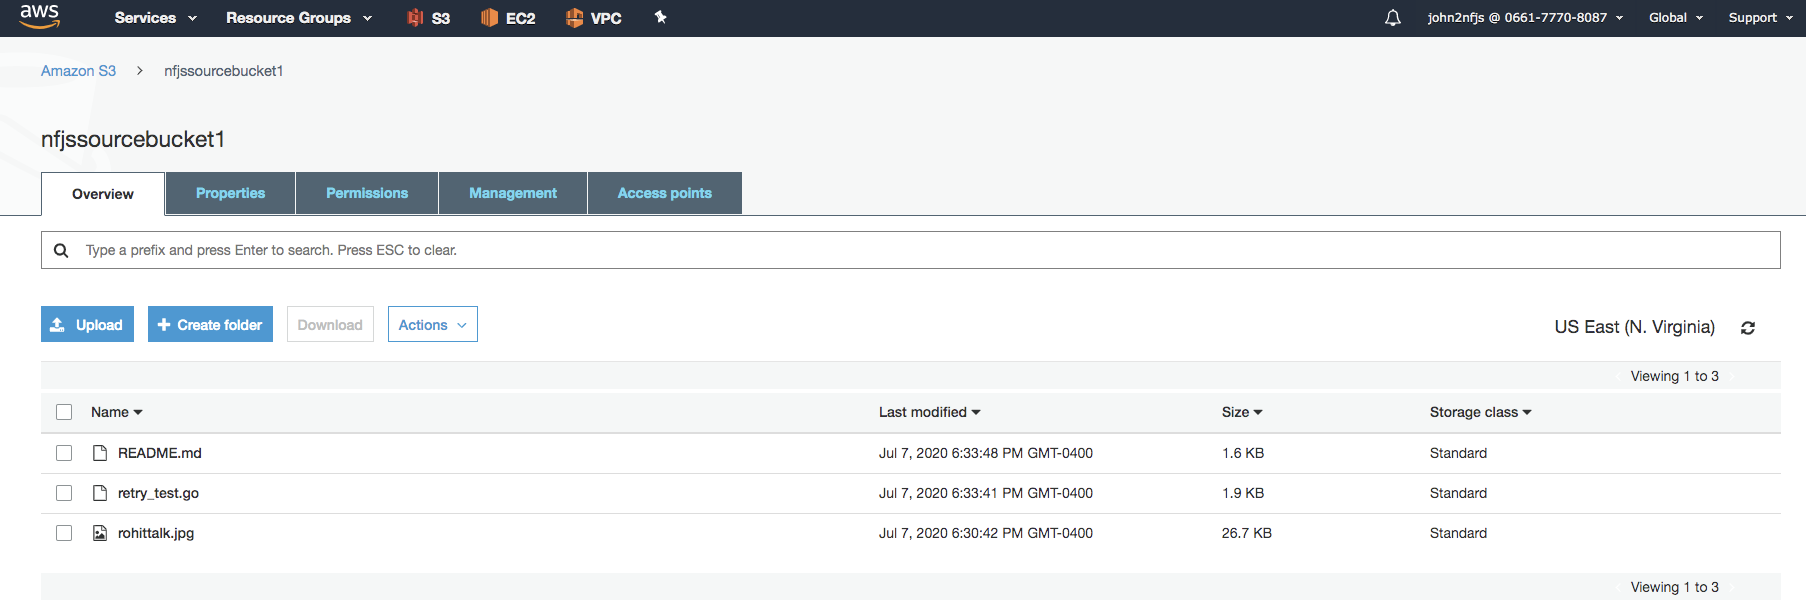 aws Services Resource Groups S3 EC2 VPC john2nfjs @ 0661-7770-8087 Global Support
Amazon S3 > nfjssourcebucket1
nfjssourcebucket1
Overview Properties Permissions Management Access points
Type a prefix and press Enter to search. Press ESC to clear.
Upload + Create folder Download Actions US East (N. Virginia)
Viewing 1 to 3
Name Last modified Size Storage class
README.md Jul 7, 2020 6:33:48 PM GMT-0400 1.6 KB Standard
retry_test.go Jul 7, 2020 6:33:41 PM GMT-0400 1.9 KB Standard
rohittalk.jpg Jul 7, 2020 6:30:42 PM GMT-0400 26.7 KB Standard
Viewing 1 to 3